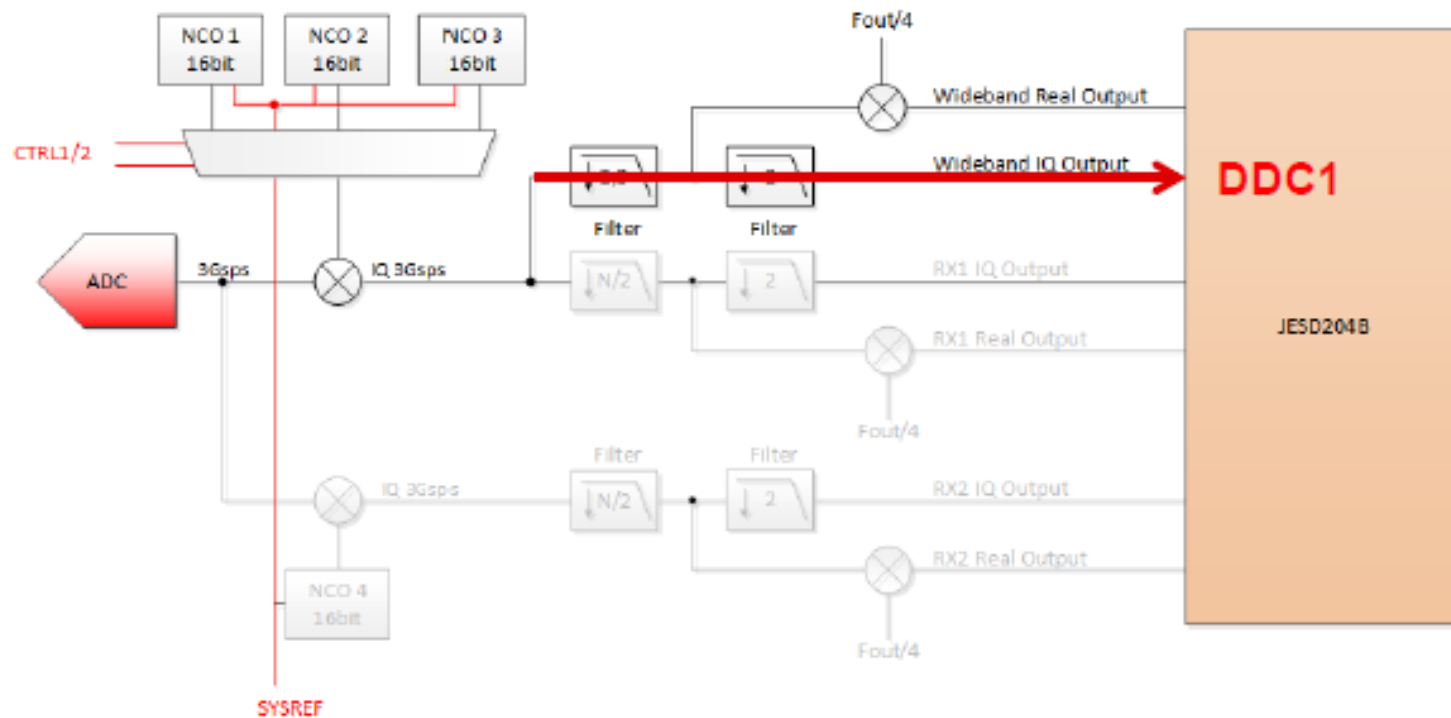 Fout/4
NCO 1
16bit
NCO 2
16bit
NCO 3
16bit
Wideband Real Output
CTRL1/2
Wideband IQ Output
DDC1
Filter
Filter
ADC
3Gsps
IQ 3Gsps
N/2
2
RX1 IQ Output
JESD204B
RX1 Real Output
Fout/4
Filter
Filter
IQ 3Gsps
N/2
2
RX2 IQ Output
RX2 Real Output
NCO 4
16bit
Fout/4
SYSREF